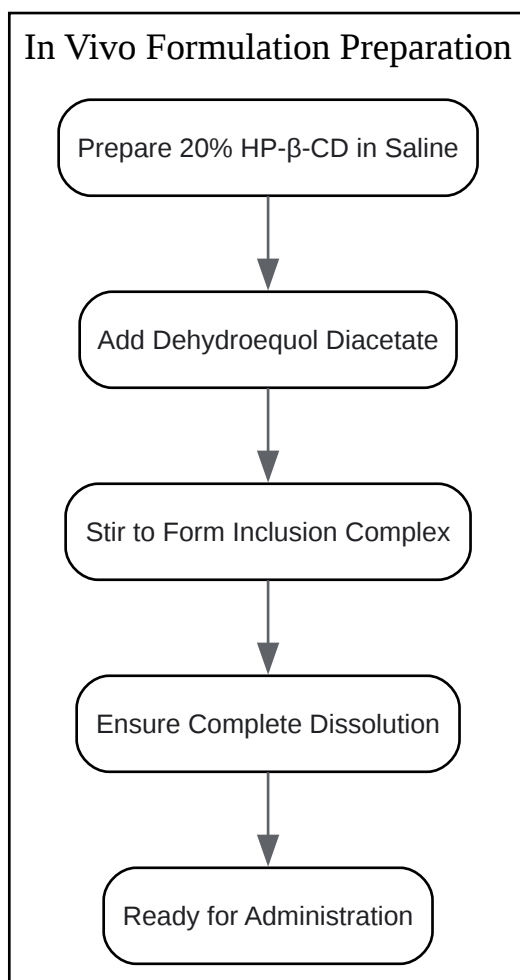 In Vivo Formulation Preparation
Prepare 20% HP-β-CD in Saline
Add Dehydroequol Diacetate
Stir to Form Inclusion Complex
Ensure Complete Dissolution
Ready for Administration